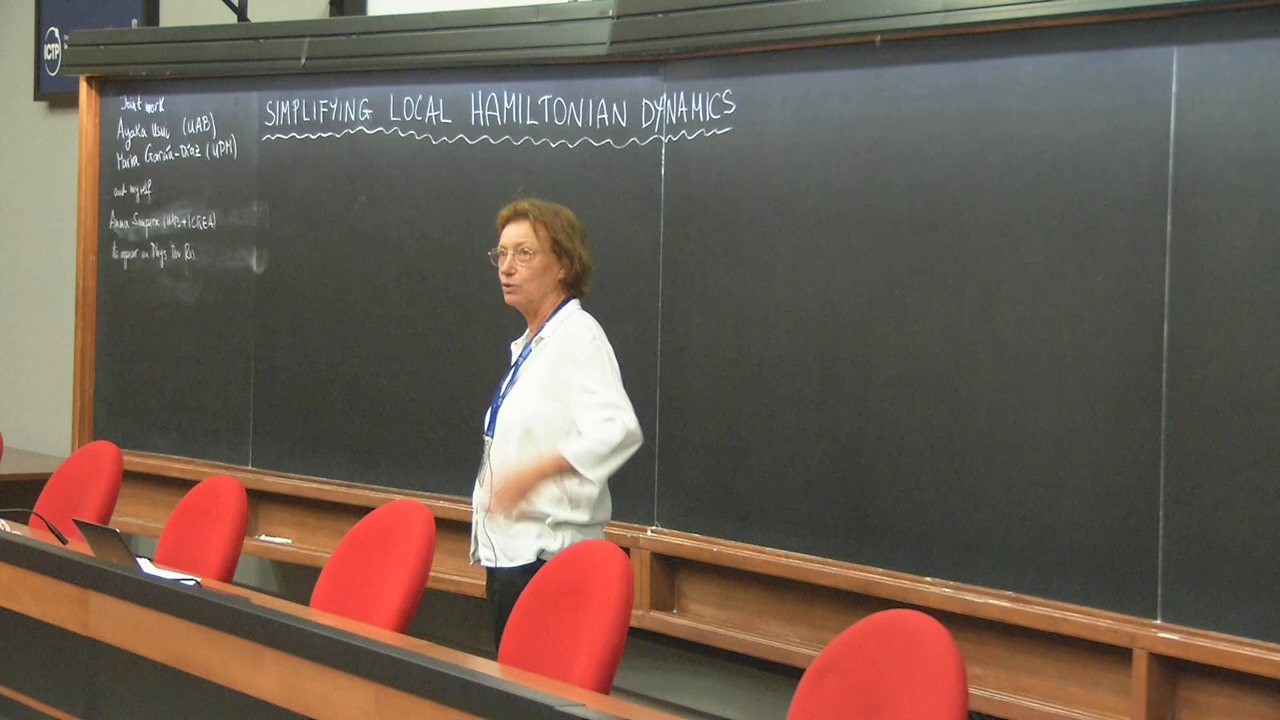 ICTP
Joint work
Ayaka Usui (UAB)
María García-Díaz (UPM)
and myself
Anna Sanpera (UAB+ICREA)
to appear in Phys Rev Res
SIMPLIFYING LOCAL HAMILTONIAN DYNAMICS